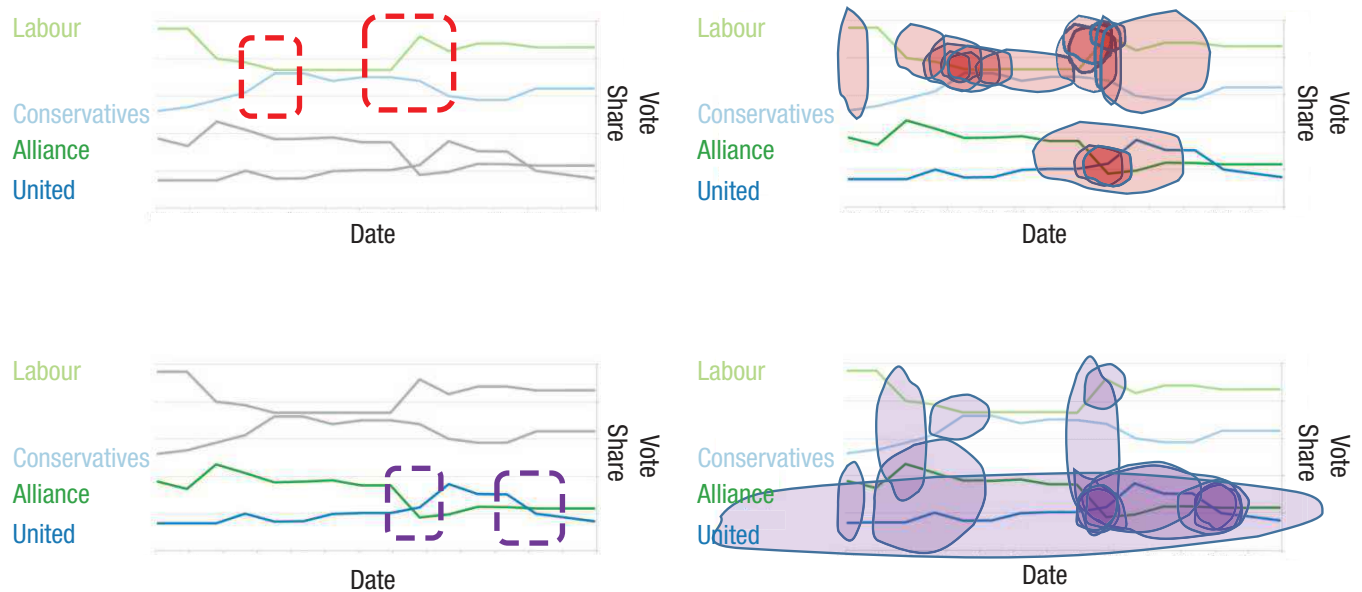 Labour
Conservatives
Alliance
United
Vote
Share
Date
Labour
Conservatives
Alliance
United
Vote
Share
Date
Labour
Conservatives
Alliance
United
Vote
Share
Date
Labour
Conservatives
Alliance
United
Vote
Share
Date